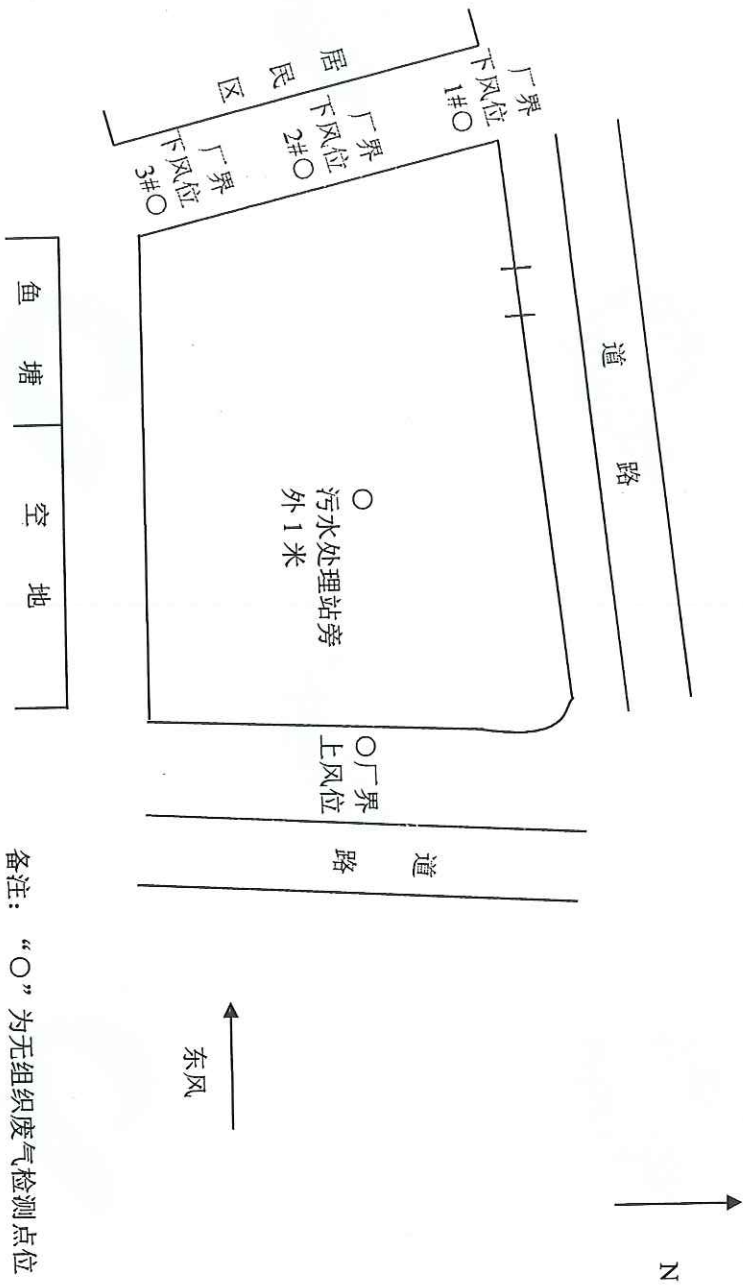 道路
厂界
下风位
1#○
居民区
厂界
下风位
2#○
厂界
下风位
3#○
○
污水处理站旁
外1米
○厂界
上风位
道路
鱼塘
空地
N
东风
备注：“○”为无组织废气检测点位